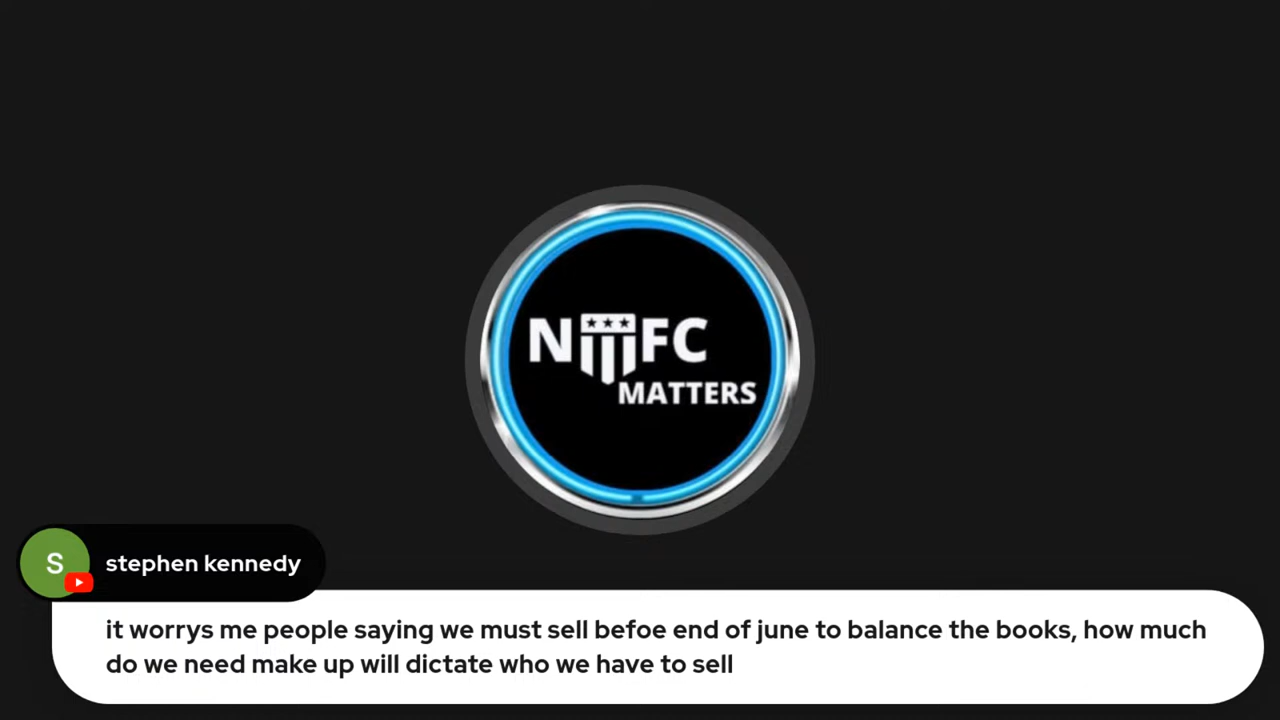 NUFC
MATTERS
S
stephen kennedy
it worrys me people saying we must sell befoe end of june to balance the books, how much
do we need make up will dictate who we have to sell